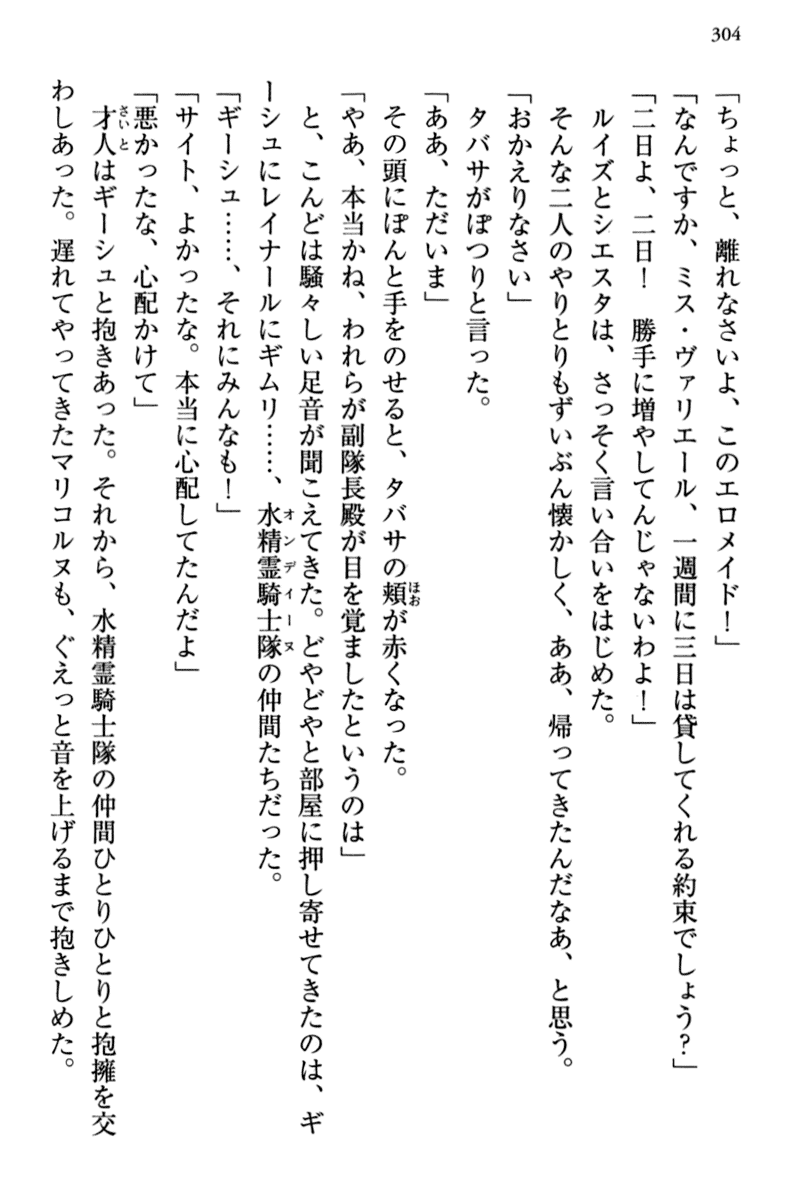 304
「ちょっと、離れなさいよ、このエロメイド！」
「なんですか、ミス・ヴァリエール、一週間に三日は貸してくれる約束でしょう？」
「二日よ、二日！　勝手に増やしてんじゃないわよ！」
ルイズとシエスタは、さっそく言い合いをはじめた。
そんな二人のやりとりもずいぶん懐かしく、ああ、帰ってきたんだなあ、と思う。
「おかえりなさい」
タバサがぽつりと言った。
「ああ、ただいま」
その頭にぽんと手をのせると、タバサの頬が赤くなった。
ほお
「やあ、本当かね、われらが副隊長殿が目を覚ましたというのは」
と、こんどは騒々しい足音が聞こえてきた。どやどやと部屋に押し寄せてきたのは、ギ
ーシュにレイナールにギムリ……、水精霊騎士隊の仲間たちだった。
オンディーヌ
「ギーシュ……、それにみんなも！」
「サイト、よかったな。本当に心配してたんだよ」
「悪かったな、心配かけて」
才人はギーシュと抱きあった。それから、水精霊騎士隊の仲間ひとりひとりと抱擁を交
さいと
わしあった。遅れてやってきたマリコルヌも、ぐえっと音を上げるまで抱きしめた。